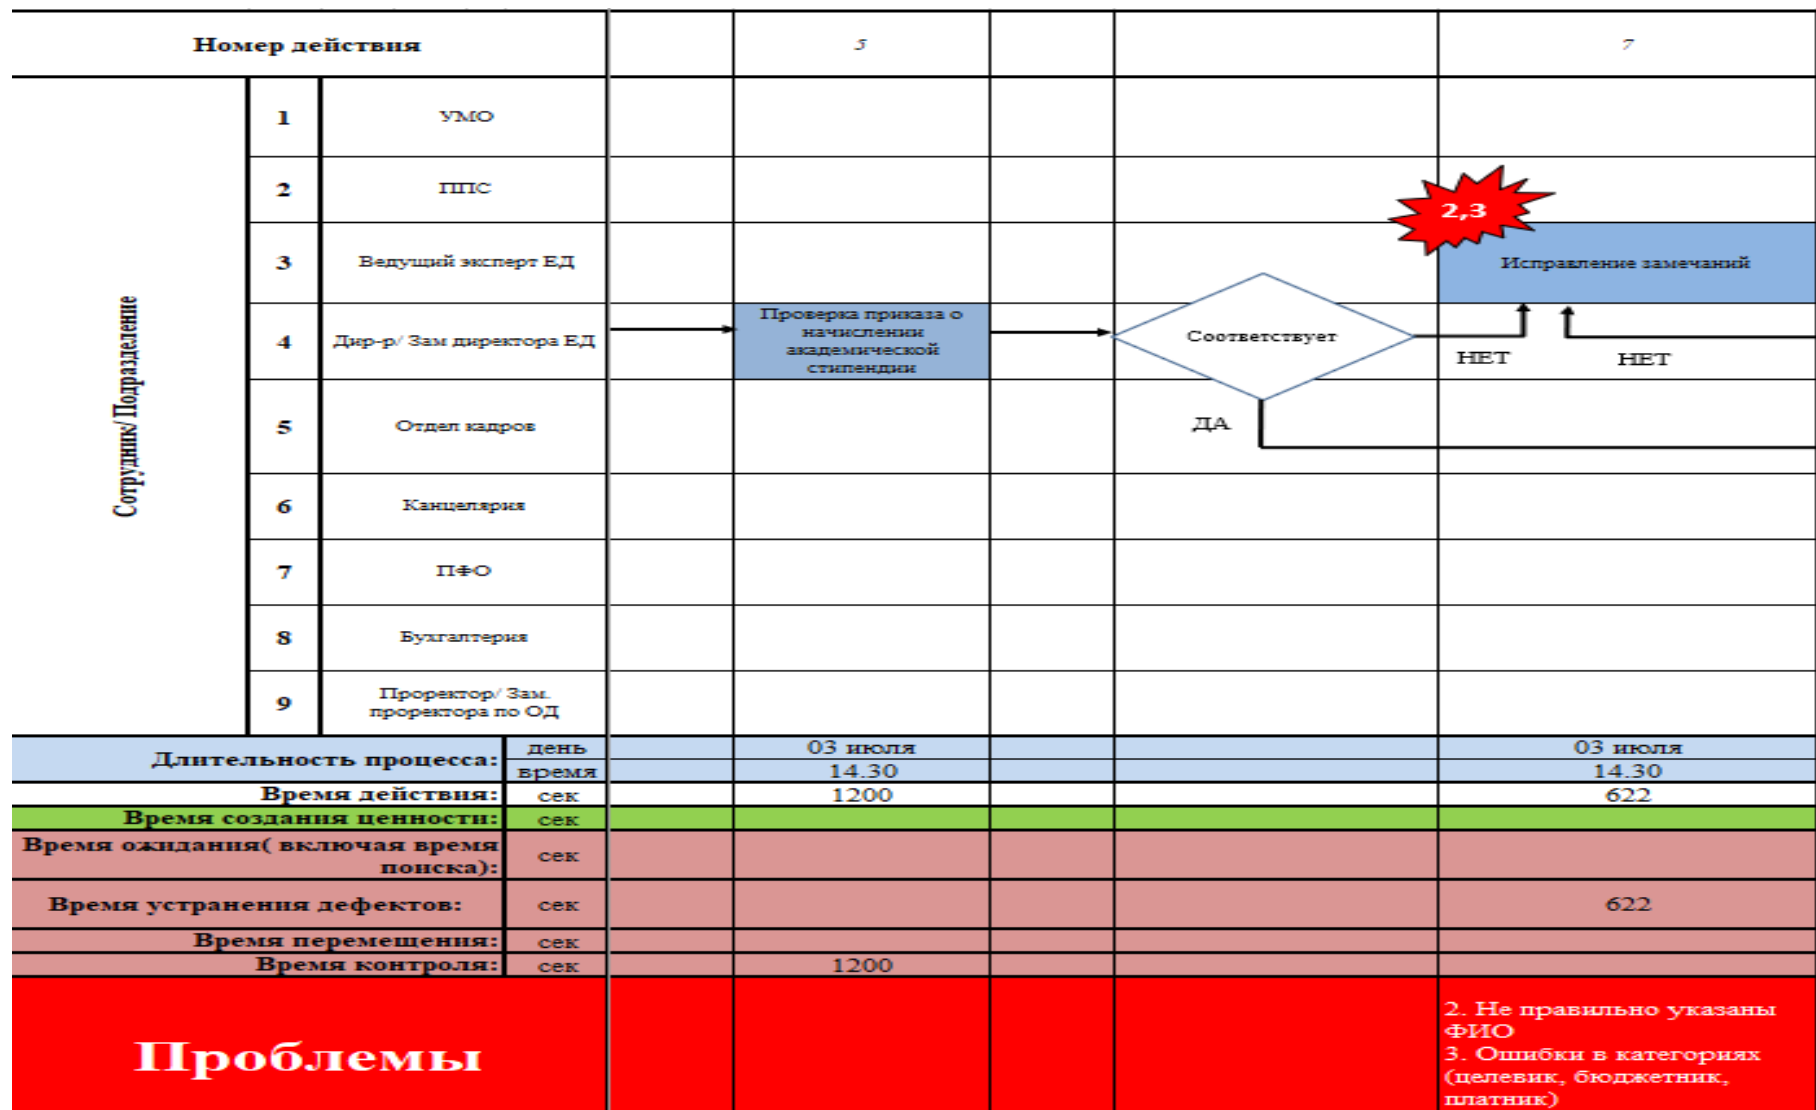 Номер действия
5
7
Сотрудник/ Подразделение
1
УМО
2
ППС
2,3
3
Ведущий эксперт ЕД
Исправление замечаний
4
Дир-р/ Зам директора ЕД
Проверка приказа о
начислении
академической
стипендии
Соответствует
НЕТ
НЕТ
5
Отдел кадров
ДА
6
Канцелярия
7
ПФО
8
Бухгалтерия
9
Проректор/ Зам.
проректора по ОД
Длительность процесса:
день
03 июля
03 июля
время
14.30
14.30
Время действия:
сек
1200
622
Время создания ценности:
сек
Время ожидания( включая время
поиска):
сек
Время устранения дефектов:
сек
622
Время перемещения:
сек
Время контроля:
сек
1200
Проблемы
2. Не правильно указаны
ФИО
3. Ошибки в категориях
(целевик, бюджетник,
платник)